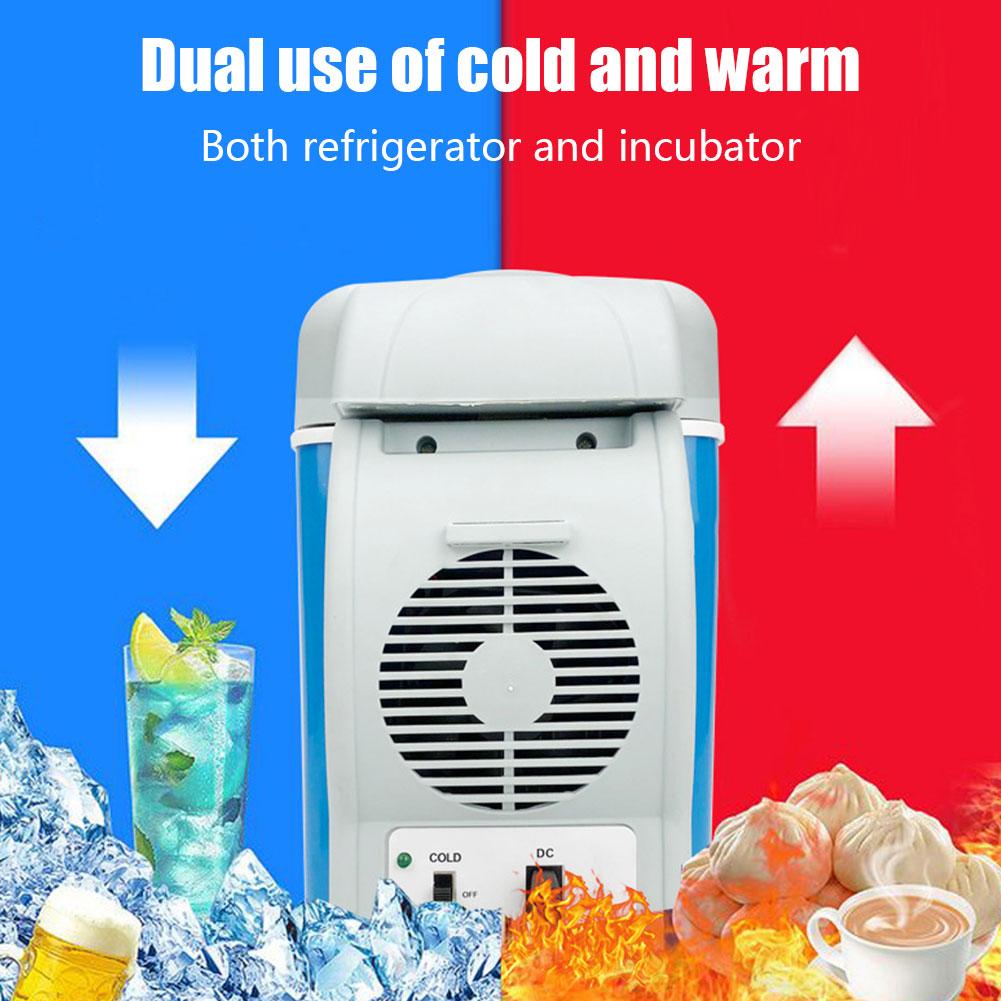 Dual use of cold and warm
Both refrigerator and incubator
COLD
DC
OFF